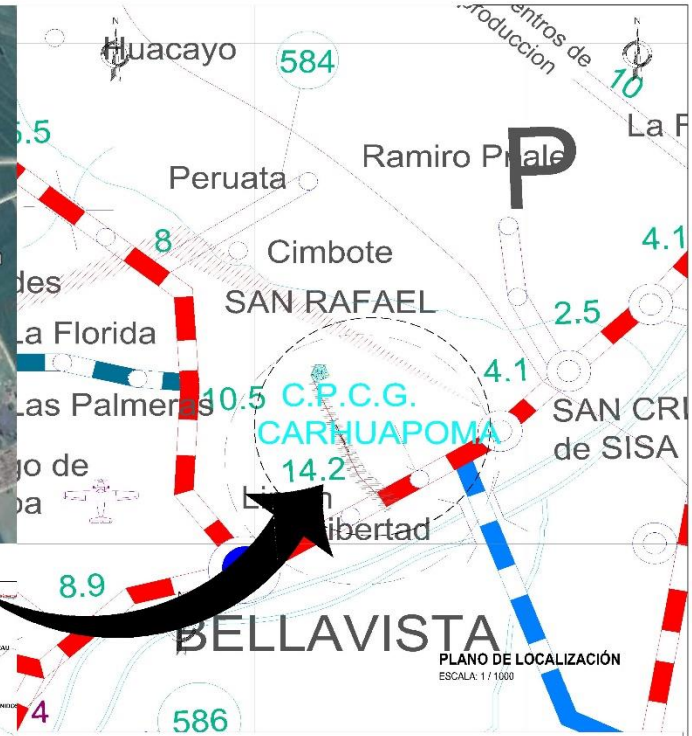 N
N
Huacayo
584
entros de
produccion
10
5.5
La F
Peruata
Ramiro Priale
P
8
4.1
Cimbote
des
SAN RAFAEL
2.5
La Florida
4.1
Las Palmeras
10.5
C.P.C.G.
CARHUAPOMA
SAN CRI
de SISA
go de
ba
14.2
Libertad
8.9
BELLAVISTA
PLANO DE LOCALIZACIÓN
ESCALA: 1 / 1000
4
586